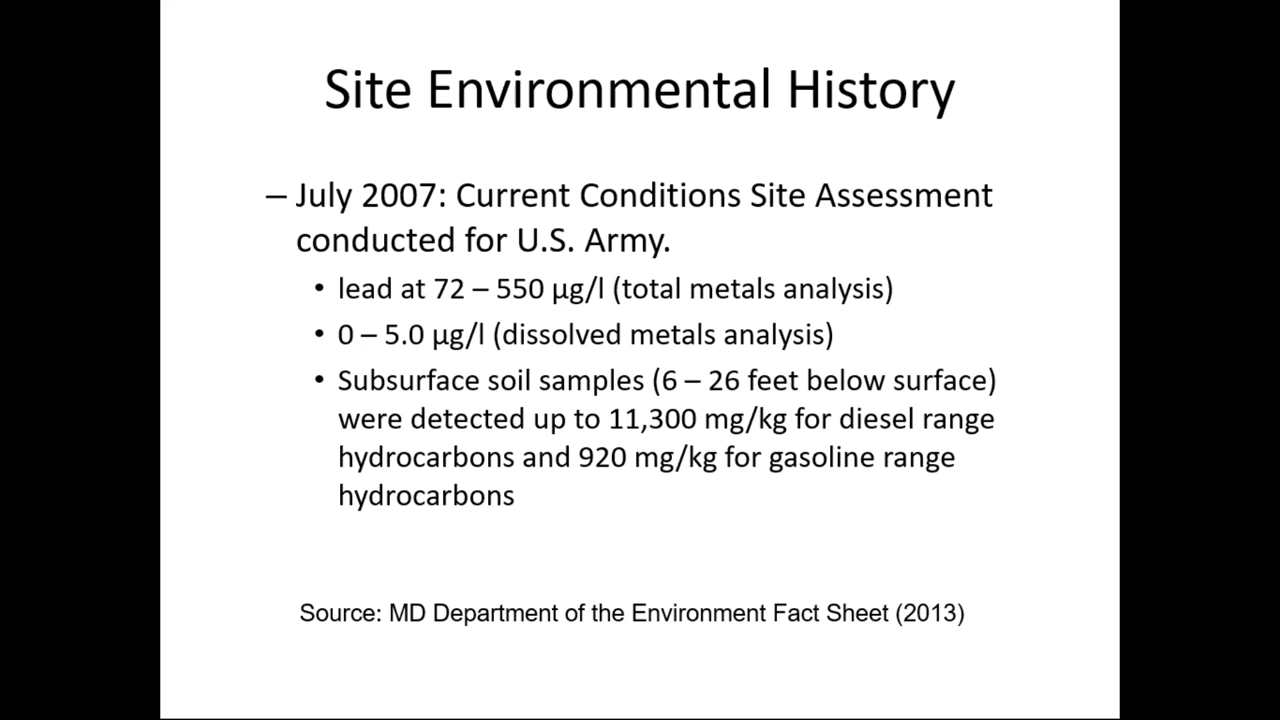 Site Environmental History
– July 2007: Current Conditions Site Assessment
conducted for U.S. Army.
• lead at 72 – 550 µg/l (total metals analysis)
• 0 – 5.0 µg/l (dissolved metals analysis)
• Subsurface soil samples (6 – 26 feet below surface)
were detected up to 11,300 mg/kg for diesel range
hydrocarbons and 920 mg/kg for gasoline range
hydrocarbons
Source: MD Department of the Environment Fact Sheet (2013)